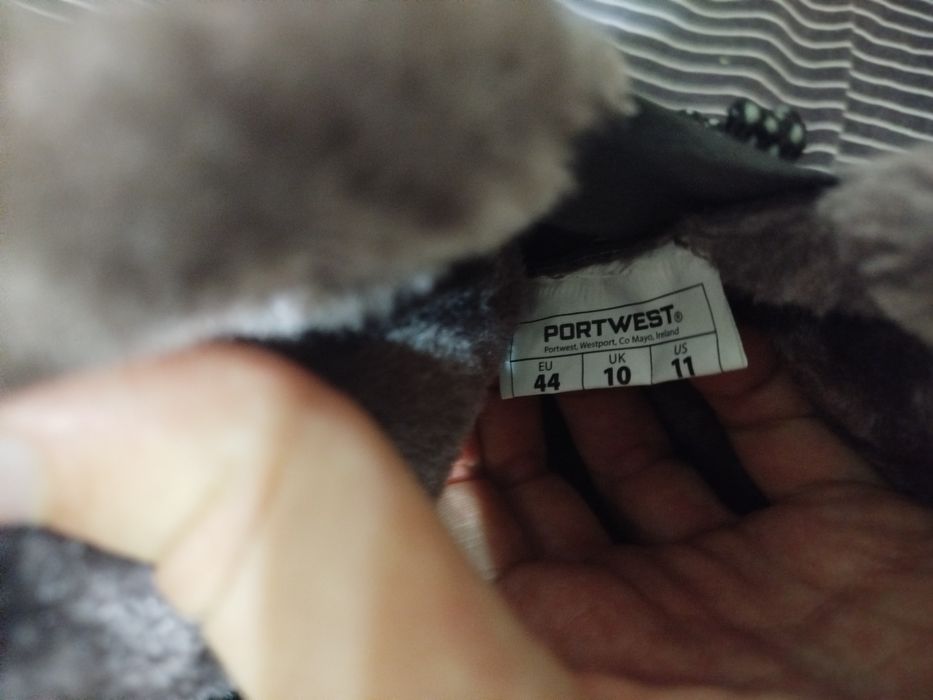 PORTWEST®
Portwest, Westport, Co Mayo, Ireland
EU UK US
44 10 11